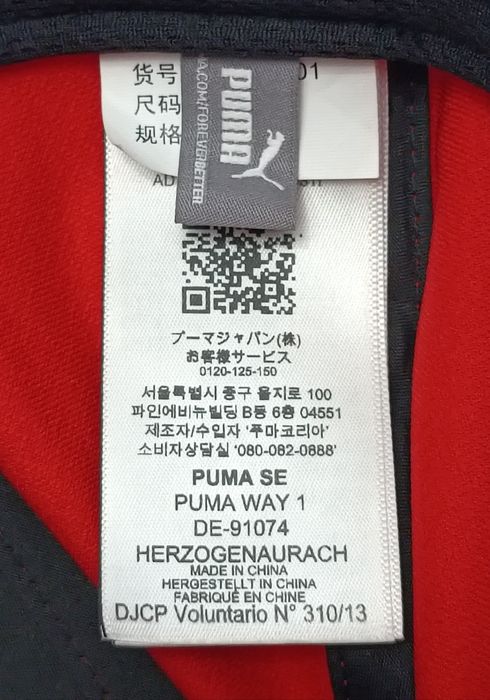 货号
01
尺码
规格
PUMA
.COM/FOREVERBETTER
AD
プーマジャパン(株)
お客様サービス
0120-125-150
서울특별시 중구 을지로 100
파인에비뉴빌딩 B동 6층 04551
제조자/수입자 '푸마코리아'
소비자상담실 '080-082-0888'
PUMA SE
PUMA WAY 1
DE-91074
HERZOGENAURACH
MADE IN CHINA
HERGESTELLT IN CHINA
FABRIQUÉ EN CHINE
DJCP Voluntario N° 310/13